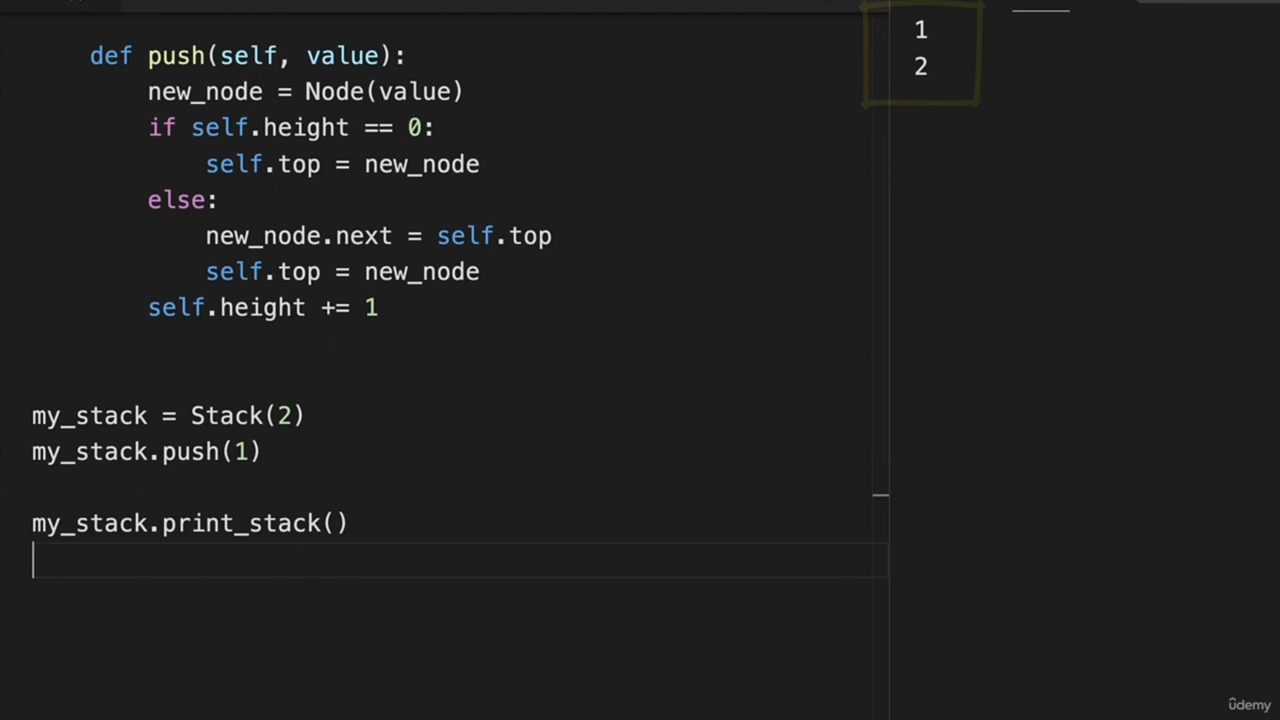 def push(self, value):
new_node = Node(value)
if self.height == 0:
self.top = new_node
else:
new_node.next = self.top
self.top = new_node
self.height += 1
my_stack = Stack(2)
my_stack.push(1)
my_stack.print_stack()
1
2
ûdemy